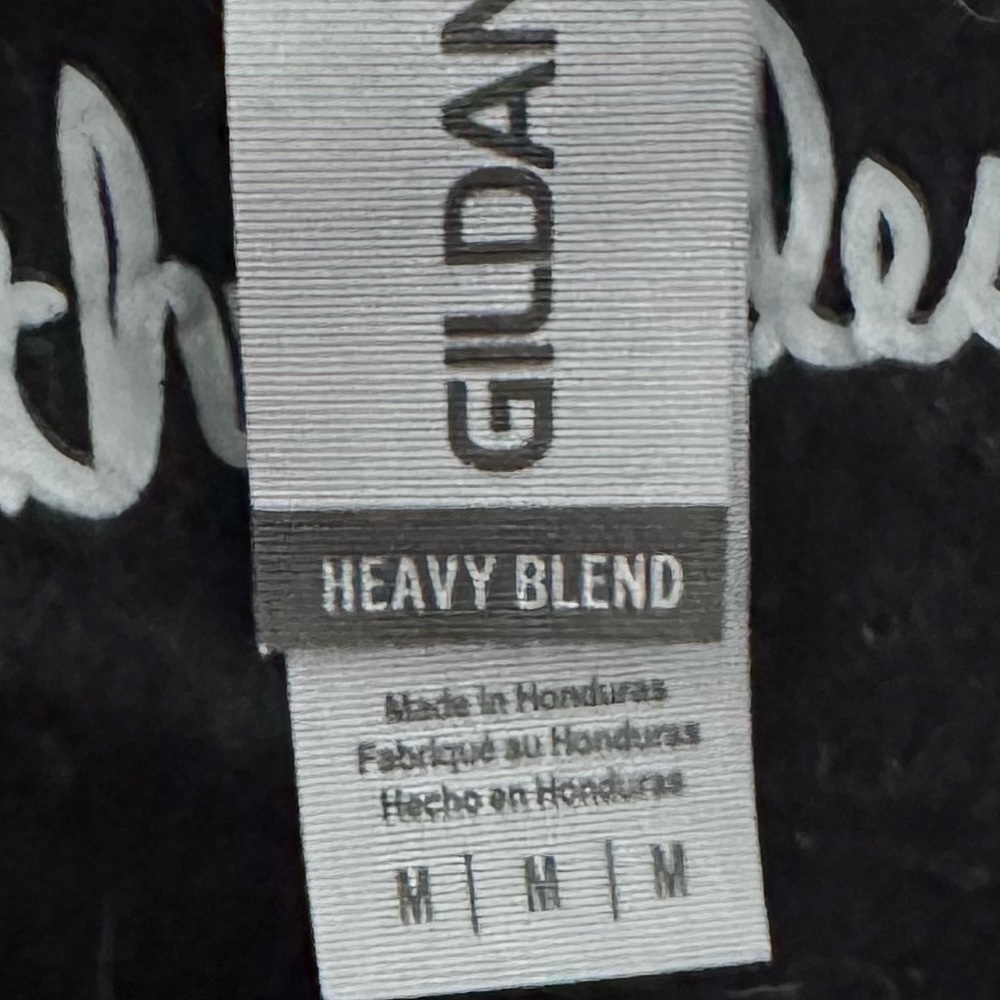 GILDAN
HEAVY BLEND
Made in Honduras
Fabriqué au Honduras
Hecho en Honduras
M | M | M